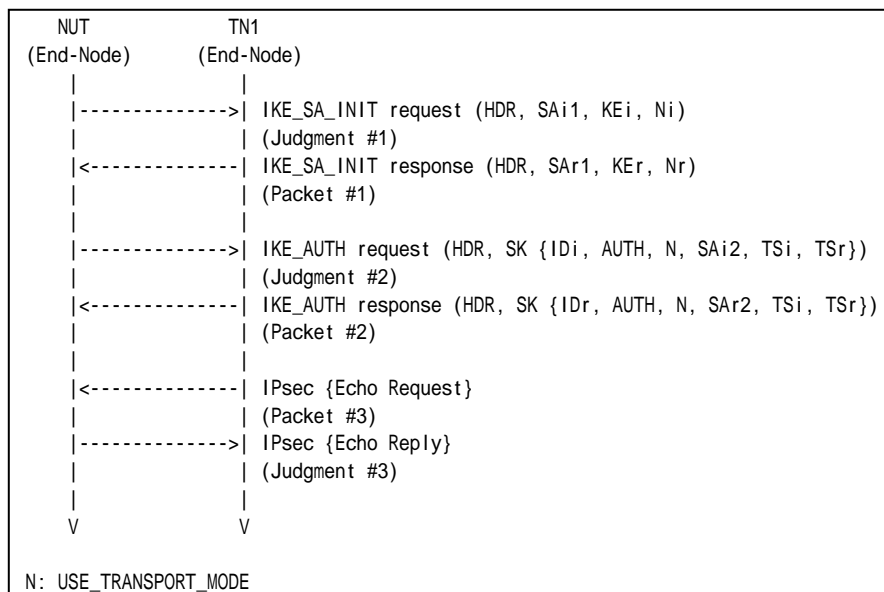 NUT TN1
(End-Node) (End-Node)
| |
|-------------->| IKE_SA_INIT request (HDR, SAi1, KEi, Ni)
| | (Judgment #1)
|<--------------| IKE_SA_INIT response (HDR, SAr1, KEr, Nr)
| | (Packet #1)
| |
|-------------->| IKE_AUTH request (HDR, SK {IDi, AUTH, N, SAi2, TSi, TSr})
| | (Judgment #2)
|<--------------| IKE_AUTH response (HDR, SK {IDr, AUTH, N, SAr2, TSi, TSr})
| | (Packet #2)
| |
|<--------------| IPsec {Echo Request}
| | (Packet #3)
|-------------->| IPsec {Echo Reply}
| | (Judgment #3)
| |
V V
N: USE_TRANSPORT_MODE